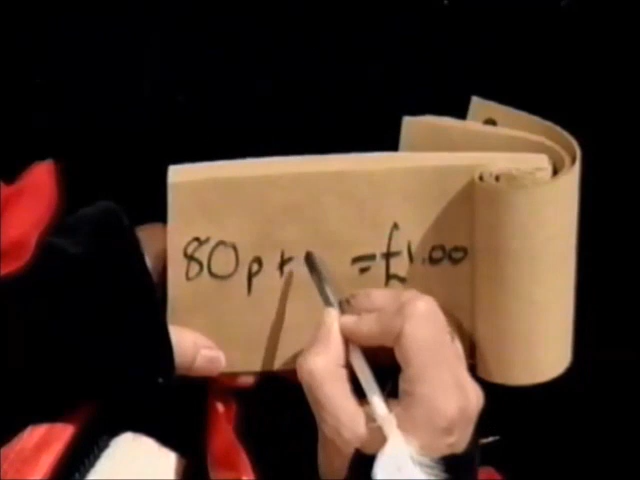 80p + = £1.00